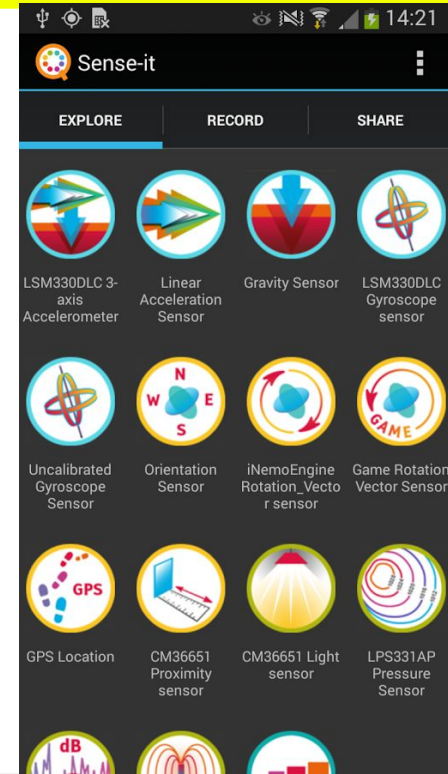 14:21
Sense-it
EXPLORE RECORD SHARE
LSM330DLC 3-
axis
Accelerometer
Linear
Acceleration
Sensor
Gravity Sensor
LSM330DLC
Gyroscope
sensor
Uncalibrated
Gyroscope
Sensor
N
W E
S
Orientation
Sensor
iNemoEngine
Rotation_Vecto
r sensor
GAME
Game Rotation
Vector Sensor
GPS
GPS Location
CM36651
Proximity
sensor
CM36651 Light
sensor
LPS331AP
Pressure
Sensor
dB